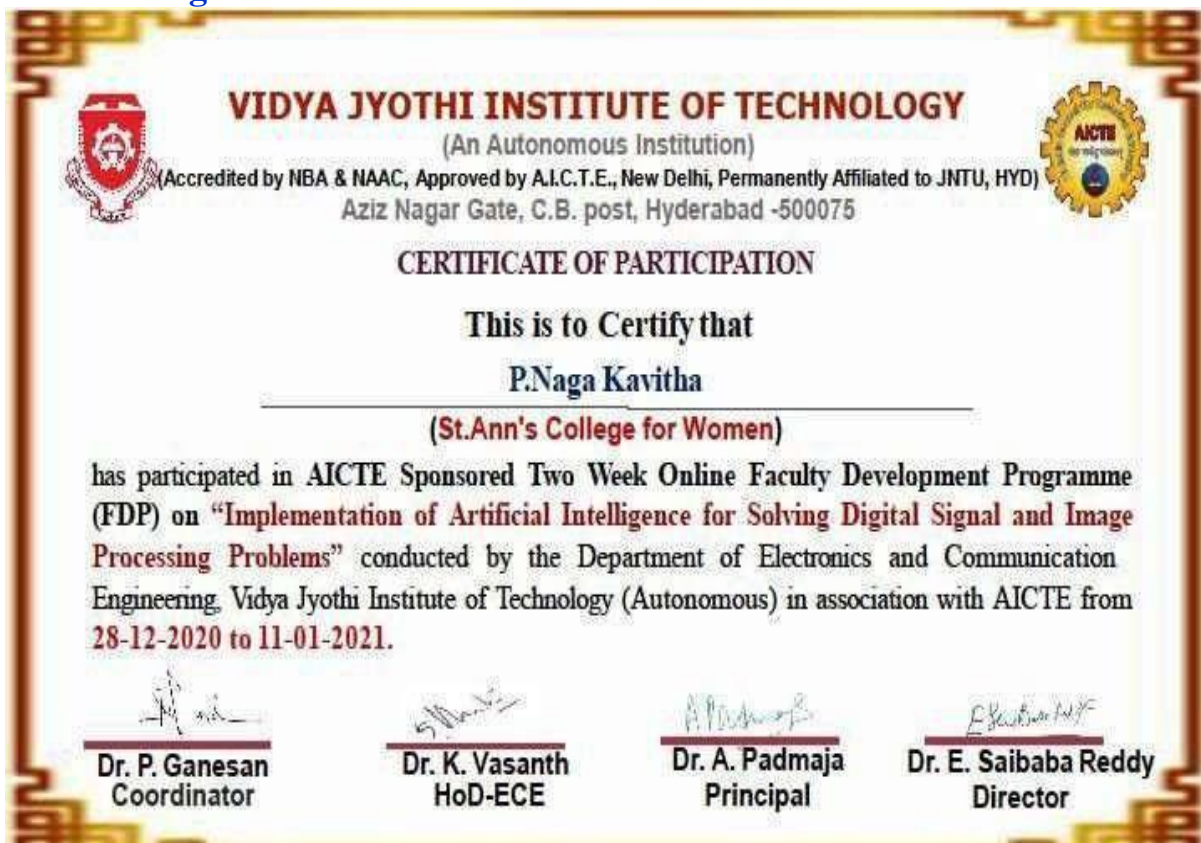 VIDYA JYOTHI INSTITUTE OF TECHNOLOGY
(An Autonomous Institution)
(Accredited by NBA & NAAC, Approved by A.I.C.T.E., New Delhi, Permanently Affiliated to JNTU, HYD)
Aziz Nagar Gate, C.B. post, Hyderabad -500075
AICTE
CERTIFICATE OF PARTICIPATION
This is to Certify that
P.Naga Kavitha
(St.Ann's College for Women)
has participated in AICTE Sponsored Two Week Online Faculty Development Programme
(FDP) on “Implementation of Artificial Intelligence for Solving Digital Signal and Image
Processing Problems” conducted by the Department of Electronics and Communication
Engineering, Vidya Jyothi Institute of Technology (Autonomous) in association with AICTE from
28-12-2020 to 11-01-2021.
Dr. P. Ganesan
Coordinator
Dr. K. Vasanth
HoD-ECE
Dr. A. Padmaja
Principal
Dr. E. Saibaba Reddy
Director